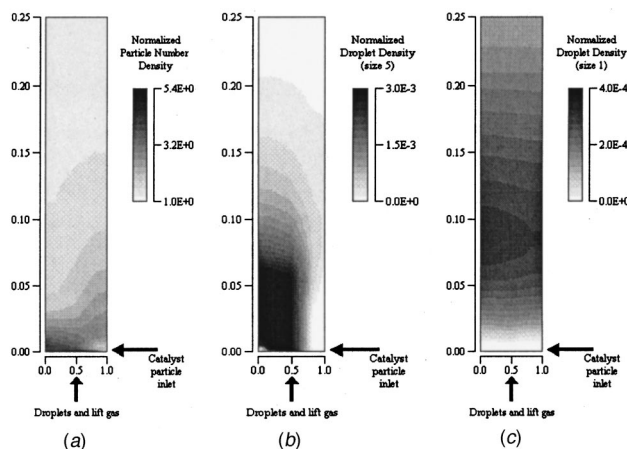 0.25
0.20
0.15
0.10
0.05
0.00
0.0 0.5 1.0
Normalized
Particle Number
Density
5.4E+0
3.2E+0
1.0E+0
Catalyst
particle
inlet
Droplets and lift gas
(a)
0.25
0.20
0.15
0.10
0.05
0.00
0.0 0.5 1.0
Normalized
Droplet Density
(size 5)
3.0E-3
1.5E-3
0.0E+0
Catalyst
particle
inlet
Droplets and lift gas
(b)
0.25
0.20
0.15
0.10
0.05
0.00
0.0 0.5 1.0
Normalized
Droplet Density
(size 1)
4.0E-4
2.0E-4
0.0E+0
Catalyst
particle
inlet
Droplets and lift gas
(c)